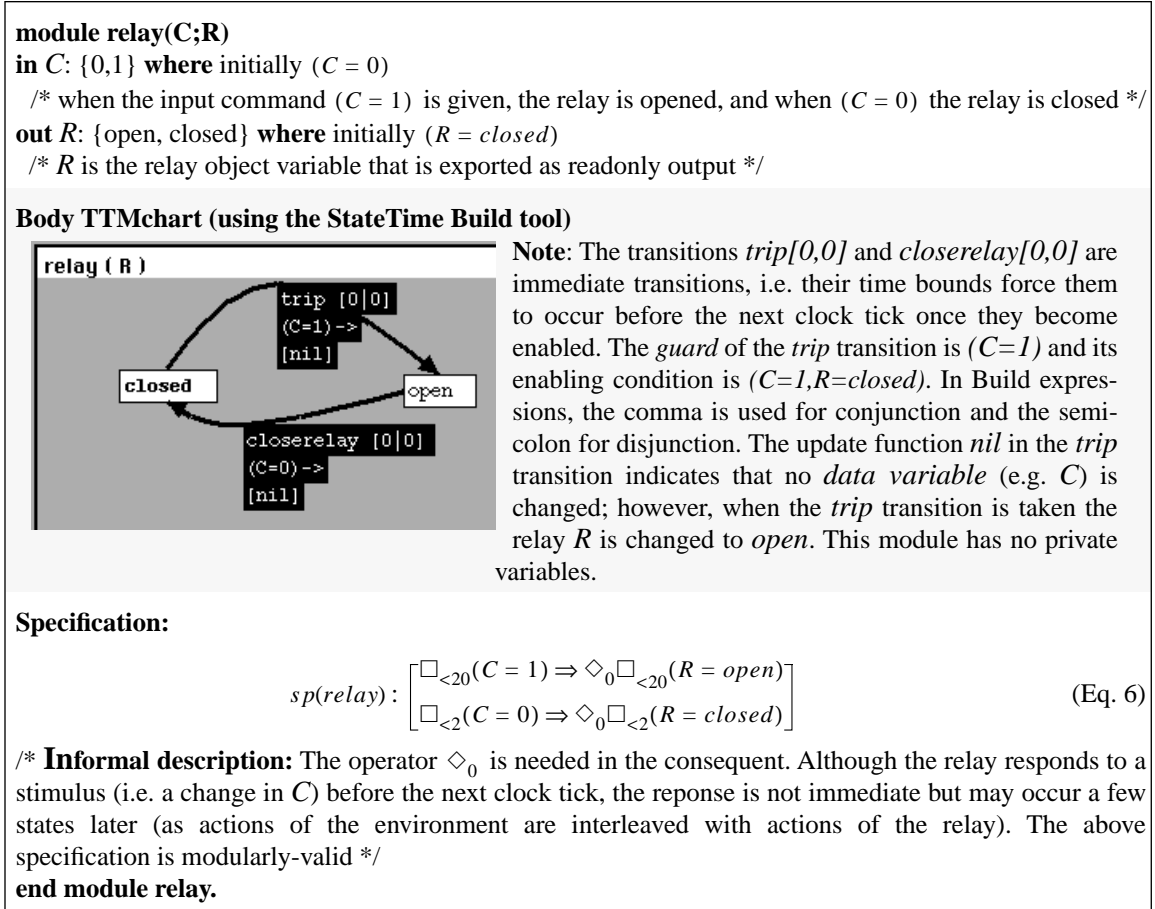 module relay(C;R)
in C: {0,1} where initially (C = 0)
/* when the input command (C = 1) is given, the relay is opened, and when (C = 0) the relay is closed */
out R: {open, closed} where initially (R = closed)
/* R is the relay object variable that is exported as readonly output */
Body TTMchart (using the StateTime Build tool)
relay ( R )
trip [0|0]
(C=1)->
[nil]
closed
open
closerelay [0|0]
(C=0)->
[nil]
Note: The transitions trip[0,0] and closerelay[0,0] are
immediate transitions, i.e. their time bounds force them
to occur before the next clock tick once they become
enabled. The guard of the trip transition is (C=1) and its
enabling condition is (C=1,R=closed). In Build expres-
sions, the comma is used for conjunction and the semi-
colon for disjunction. The update function nil in the trip
transition indicates that no data variable (e.g. C) is
changed; however, when the trip transition is taken the
relay R is changed to open. This module has no private
variables.
Specification:
sp(relay): [□<20(C = 1) ⇒ ◇0□<20(R = open)
□<2(C = 0) ⇒ ◇0□<2(R = closed)] (Eq. 6)
/* Informal description: The operator ◇0 is needed in the consequent. Although the relay responds to a
stimulus (i.e. a change in C) before the next clock tick, the reponse is not immediate but may occur a few
states later (as actions of the environment are interleaved with actions of the relay). The above
specification is modularly-valid */
end module relay.